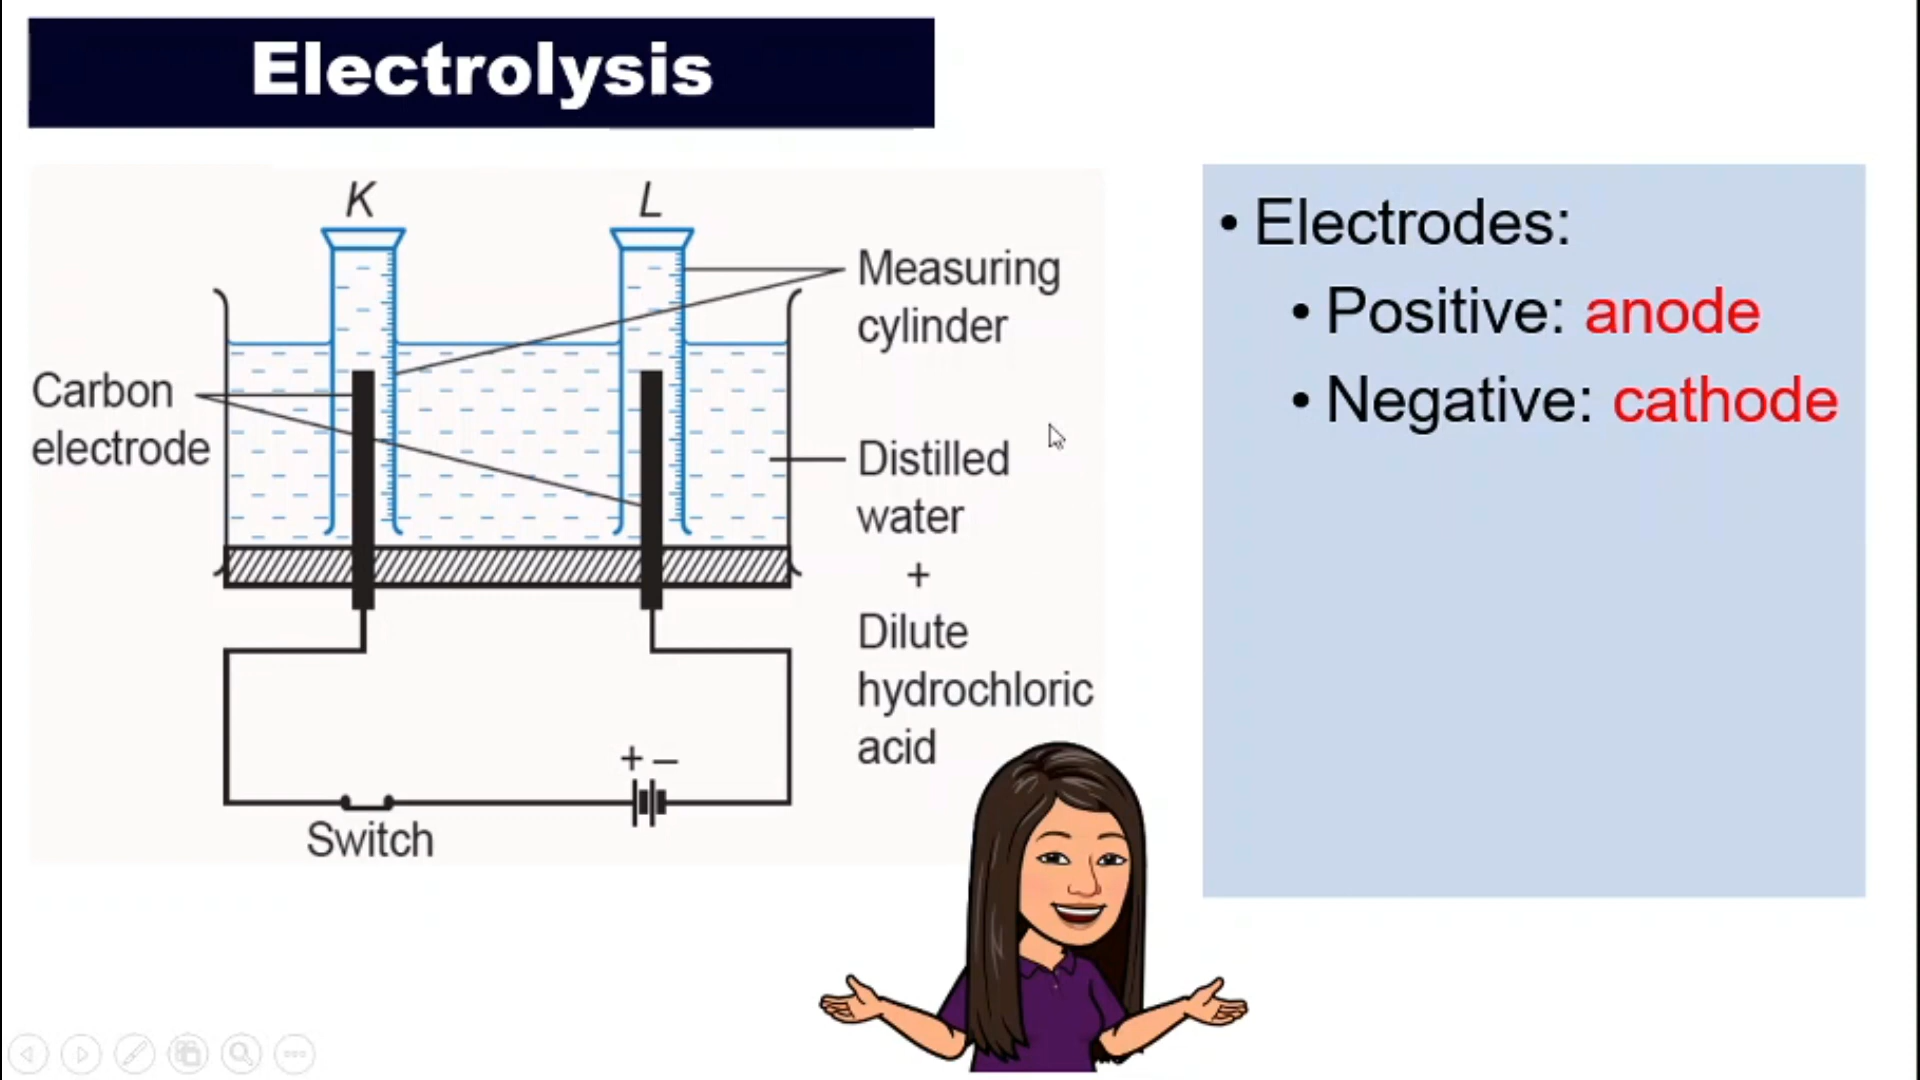 Electrolysis
K
L
Measuring
cylinder
Carbon
electrode
Distilled
water
+
Dilute
hydrochloric
acid
+ –
Switch
• Electrodes:
• Positive: anode
• Negative: cathode